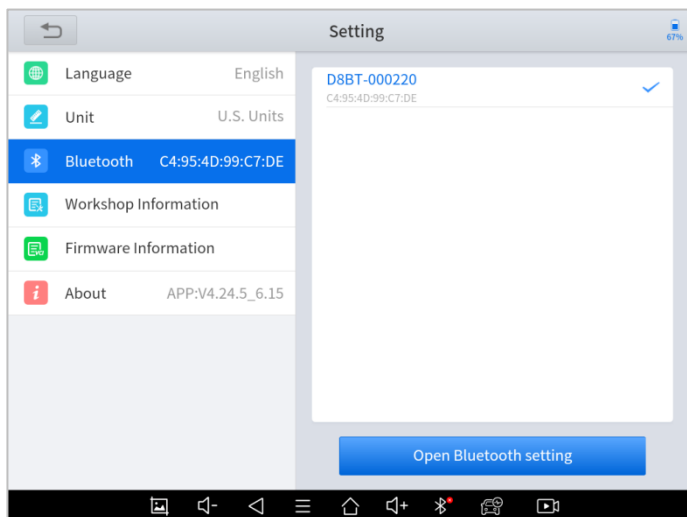 Setting
67%
Language English
Unit U.S. Units
Bluetooth C4:95:4D:99:C7:DE
Workshop Information
Firmware Information
About APP:V4.24.5_6.15
D8BT-000220
C4:95:4D:99:C7:DE
Open Bluetooth setting